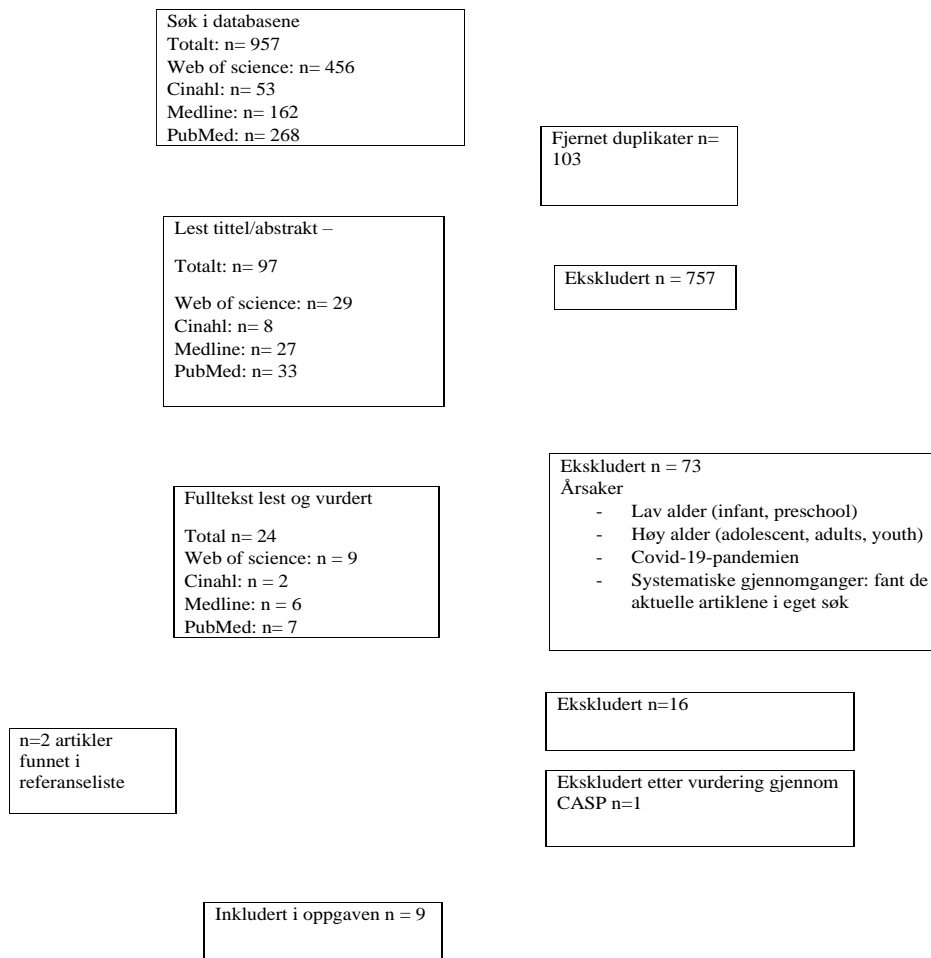 Søk i databasene
Totalt: n= 957
Web of science: n= 456
Cinahl: n= 53
Medline: n= 162
PubMed: n= 268
Fjernet duplikater n=
103
Lest tittel/abstrakt –
Totalt: n= 97
Web of science: n= 29
Cinahl: n= 8
Medline: n= 27
PubMed: n= 33
Ekskludert n = 757
Fulltekst lest og vurdert
Total n= 24
Web of science: n = 9
Cinahl: n = 2
Medline: n = 6
PubMed: n= 7
Ekskludert n = 73
Årsaker
- Lav alder (infant, preschool)
- Høy alder (adolescent, adults, youth)
- Covid-19-pandemien
- Systematiske gjennomganger: fant de
aktuelle artiklene i eget søk
Ekskludert n=16
n=2 artikler
funnet i
referanseliste
Ekskludert etter vurdering gjennom
CASP n=1
Inkludert i oppgaven n = 9